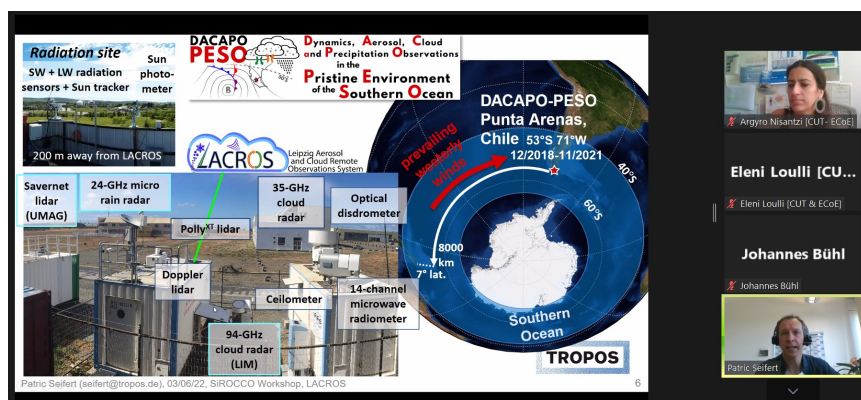 Radiation site
SW + LW radiation
sensors + Sun tracker
Sun
photo-
meter
200 m away from LACROS
DACAPO
PESO
Dynamics, Aerosol, Cloud
and Precipitation Observations
in the
Pristine Environment
of the Southern Ocean
B
50°S
LACROS
Leipzig Aerosol
and Cloud Remote
Observations System
DACAPO-PESO
Punta Arenas,
Chile 53°S 71°W
12/2018-11/2021
prevailing
westerly
winds
40°S
60°S
8000
km
7° lat.
Southern
Ocean
TROPOS
Savernet
lidar
(UMAG)
24-GHz micro
rain radar
35-GHz
cloud
radar
Optical
disdrometer
PollyXT lidar
Doppler
lidar
Ceilometer
14-channel
microwave
radiometer
94-GHz
cloud radar
(LIM)
Patric Seifert (seifert@tropos.de), 03/06/22, SiROCCO Workshop, LACROS
6
Argyro Nisantzi [CUT- ECoE]
Eleni Loulli [CU...
Eleni Loulli [CUT & ECoE]
Johannes Bühl
Johannes Bühl
Patric Seifert